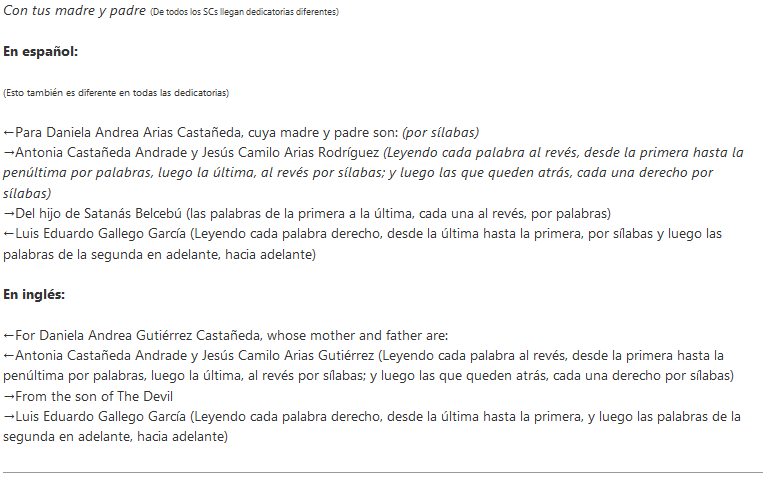 Con tus madre y padre (De todos los SCs llegan dedicatorias diferentes)
En español:
(Esto también es diferente en todas las dedicatorias)
←Para Daniela Andrea Arias Castañeda, cuya madre y padre son: (por sílabas)
→Antonia Castañeda Andrade y Jesús Camilo Arias Rodríguez (Leyendo cada palabra al revés, desde la primera hasta la
penúltima por palabras, luego la última, al revés por sílabas; y luego las que queden atrás, cada una derecho por
sílabas)
→Del hijo de Satanás Belcebú (las palabras de la primera a la última, cada una al revés, por palabras)
←Luis Eduardo Gallego García (Leyendo cada palabra derecho, desde la última hasta la primera, por sílabas y luego las
palabras de la segunda en adelante, hacia adelante)
En inglés:
←For Daniela Andrea Gutiérrez Castañeda, whose mother and father are:
←Antonia Castañeda Andrade y Jesús Camilo Arias Gutiérrez (Leyendo cada palabra al revés, desde la primera hasta la
penúltima por palabras, luego la última, al revés por sílabas; y luego las que queden atrás, cada una derecho por sílabas)
→From the son of The Devil
→Luis Eduardo Gallego García (Leyendo cada palabra derecho, desde la última hasta la primera, y luego las palabras de la
segunda en adelante, hacia adelante)